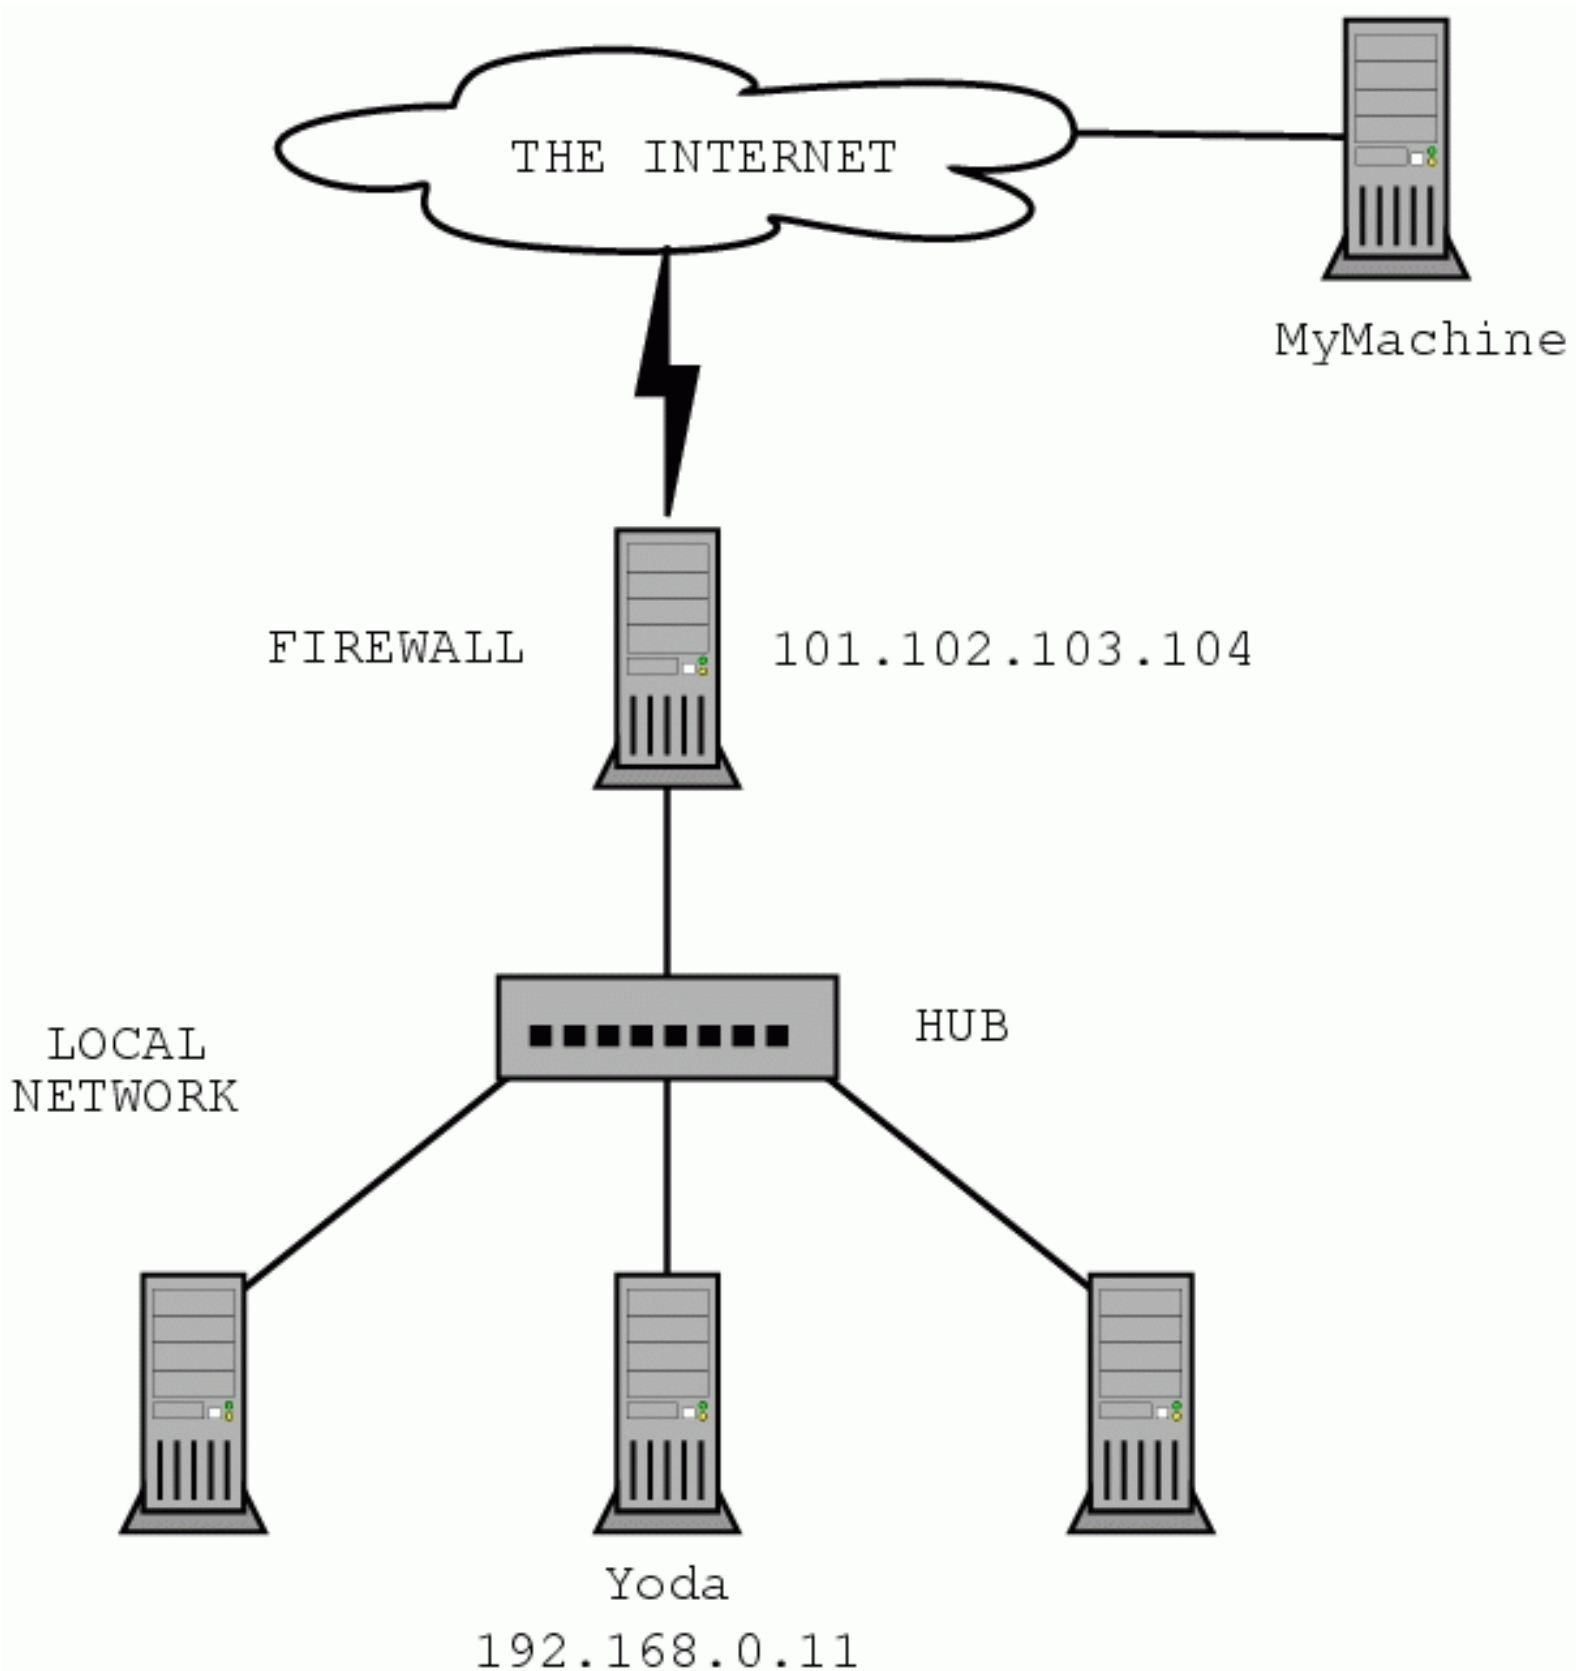 THE INTERNET
MyMachine
FIREWALL
101.102.103.104
LOCAL
NETWORK
HUB
Yoda
192.168.0.11